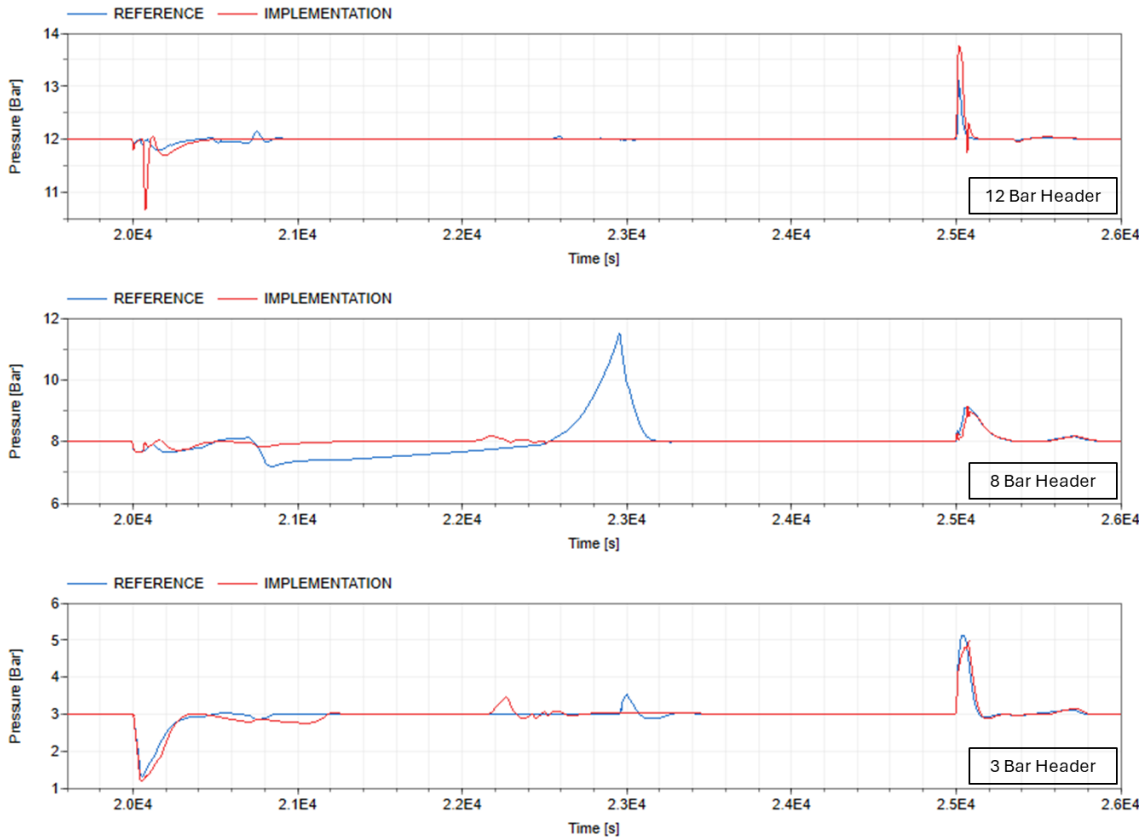 REFERENCE IMPLEMENTATION
14
13
12
11
Pressure [Bar]
12 Bar Header
2.0E4 2.1E4 2.2E4 2.3E4 2.4E4 2.5E4 2.6E4
Time [s]
REFERENCE IMPLEMENTATION
12
10
8
6
Pressure [Bar]
8 Bar Header
2.0E4 2.1E4 2.2E4 2.3E4 2.4E4 2.5E4 2.6E4
Time [s]
REFERENCE IMPLEMENTATION
6
5
4
3
2
1
Pressure [Bar]
3 Bar Header
2.0E4 2.1E4 2.2E4 2.3E4 2.4E4 2.5E4 2.6E4
Time [s]